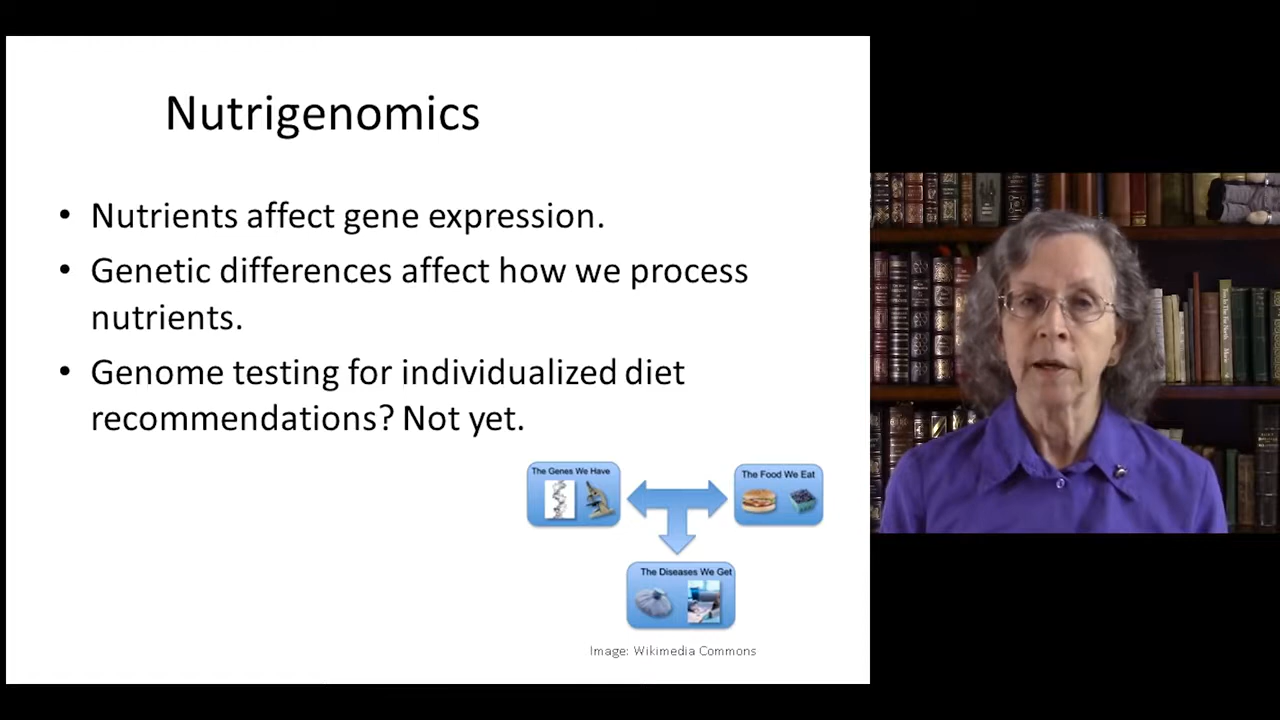 Nutrigenomics
• Nutrients affect gene expression.
• Genetic differences affect how we process
nutrients.
• Genome testing for individualized diet
recommendations? Not yet.
The Genes We Have
The Food We Eat
The Diseases We Get
Image: Wikimedia Commons